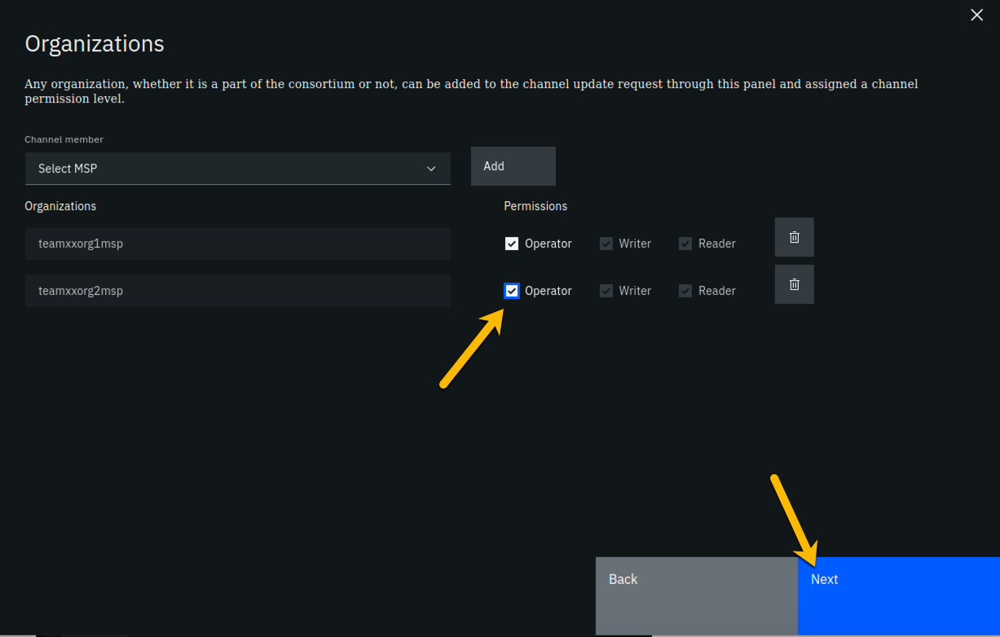 Organizations
Any organization, whether it is a part of the consortium or not, can be added to the channel update request through this panel and assigned a channel
permission level.
Channel member
Select MSP
Add
Organizations
Permissions
teamxxorg1msp
Operator
Writer
Reader
teamxxorg2msp
Operator
Writer
Reader
Back
Next